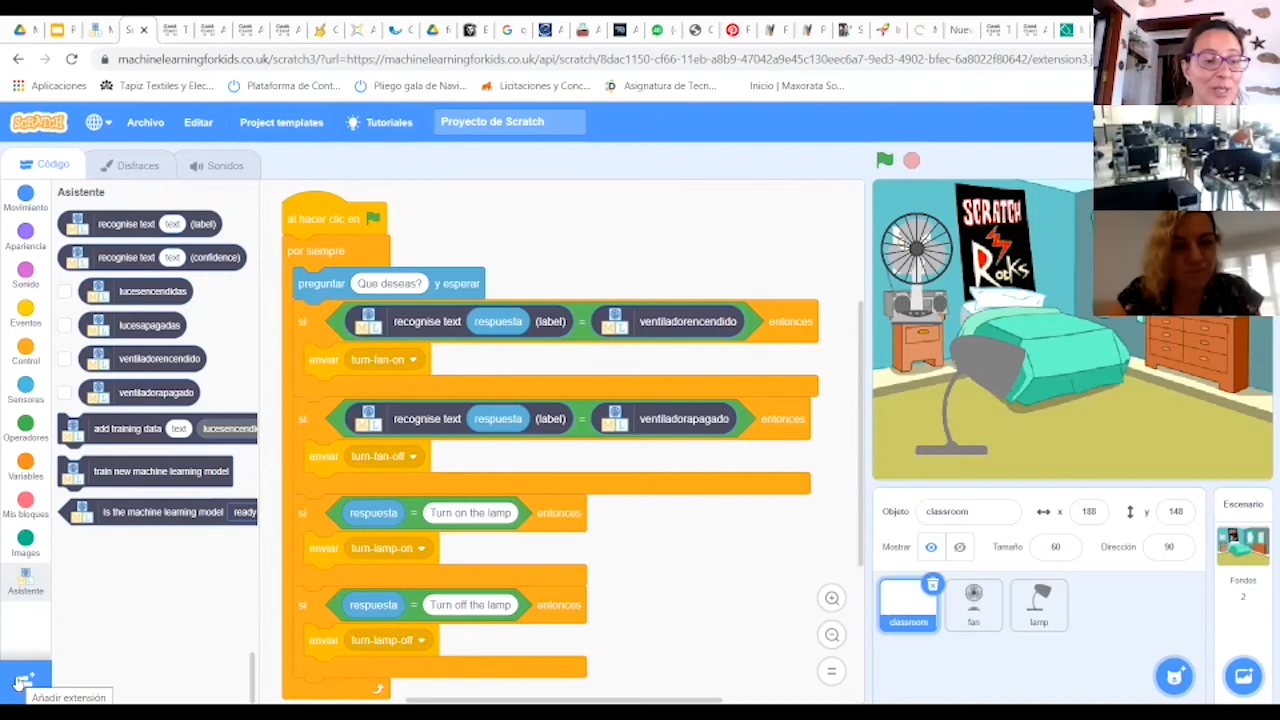 machinelearningforkids.co.uk/scratch3/?url=https://machinelearningforkids.co.uk/api/scratch/8dac1150-cf66-11eb-a8b9-47042a9e45c130eec6a7-9ed3-4902-bfec-6a8022f80642/extension3.j
Aplicaciones Tapiz Textiles y Elec... Plataforma de Cont... Pliego gala de Navi... Licitaciones y Conc... Asignatura de Tecn... Inicio | Maxorata So...
SCRATCH Archivo Editar Project templates Tutoriales Proyecto de Scratch
Código Disfraces Sonidos
Movimiento
Apariencia
Sonido
Eventos
Control
Sensores
Operadores
Variables
Mis bloques
Images
Asistente
Añadir extensión
Asistente
recognise text text (label)
recognise text text (confidence)
lucesencendidas
lucesapagadas
ventiladorencendido
ventiladorapagado
add training data text lucesencendi
train new machine learning model
Is the machine learning model ready
al hacer clic en
por siempre
preguntar Que deseas? y esperar
si recognise text respuesta (label) = ventiladorencendido entonces
enviar turn-fan-on
si recognise text respuesta (label) = ventiladorapagado entonces
enviar turn-fan-off
si respuesta = Turn on the lamp entonces
enviar turn-lamp-on
si respuesta = Turn off the lamp entonces
enviar turn-lamp-off
SCRATCH
Rocks
Objeto classroom x 188 y 148
Mostrar Tamaño 60 Dirección 90
classroom fan lamp
Escenario
Fondos
2